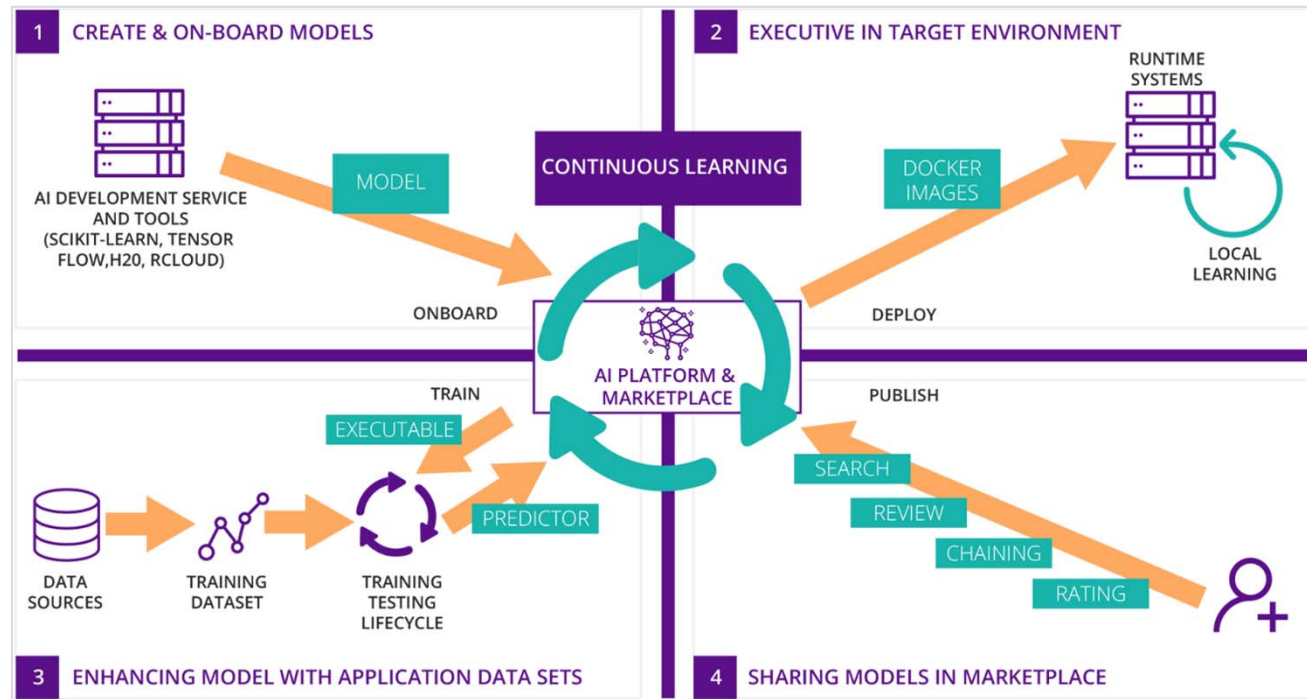 1 CREATE & ON-BOARD MODELS
AI DEVELOPMENT SERVICE
AND TOOLS
(SCIKIT-LEARN, TENSOR
FLOW,H20, RCLOUD)
MODEL
ONBOARD
CONTINUOUS LEARNING
2 EXECUTIVE IN TARGET ENVIRONMENT
RUNTIME
SYSTEMS
DOCKER
IMAGES
LOCAL
LEARNING
DEPLOY
AI PLATFORM &
MARKETPLACE
TRAIN
EXECUTABLE
PREDICTOR
DATA
SOURCES
TRAINING
DATASET
TRAINING
TESTING
LIFECYCLE
3 ENHANCING MODEL WITH APPLICATION DATA SETS
PUBLISH
SEARCH
REVIEW
CHAINING
RATING
4 SHARING MODELS IN MARKETPLACE